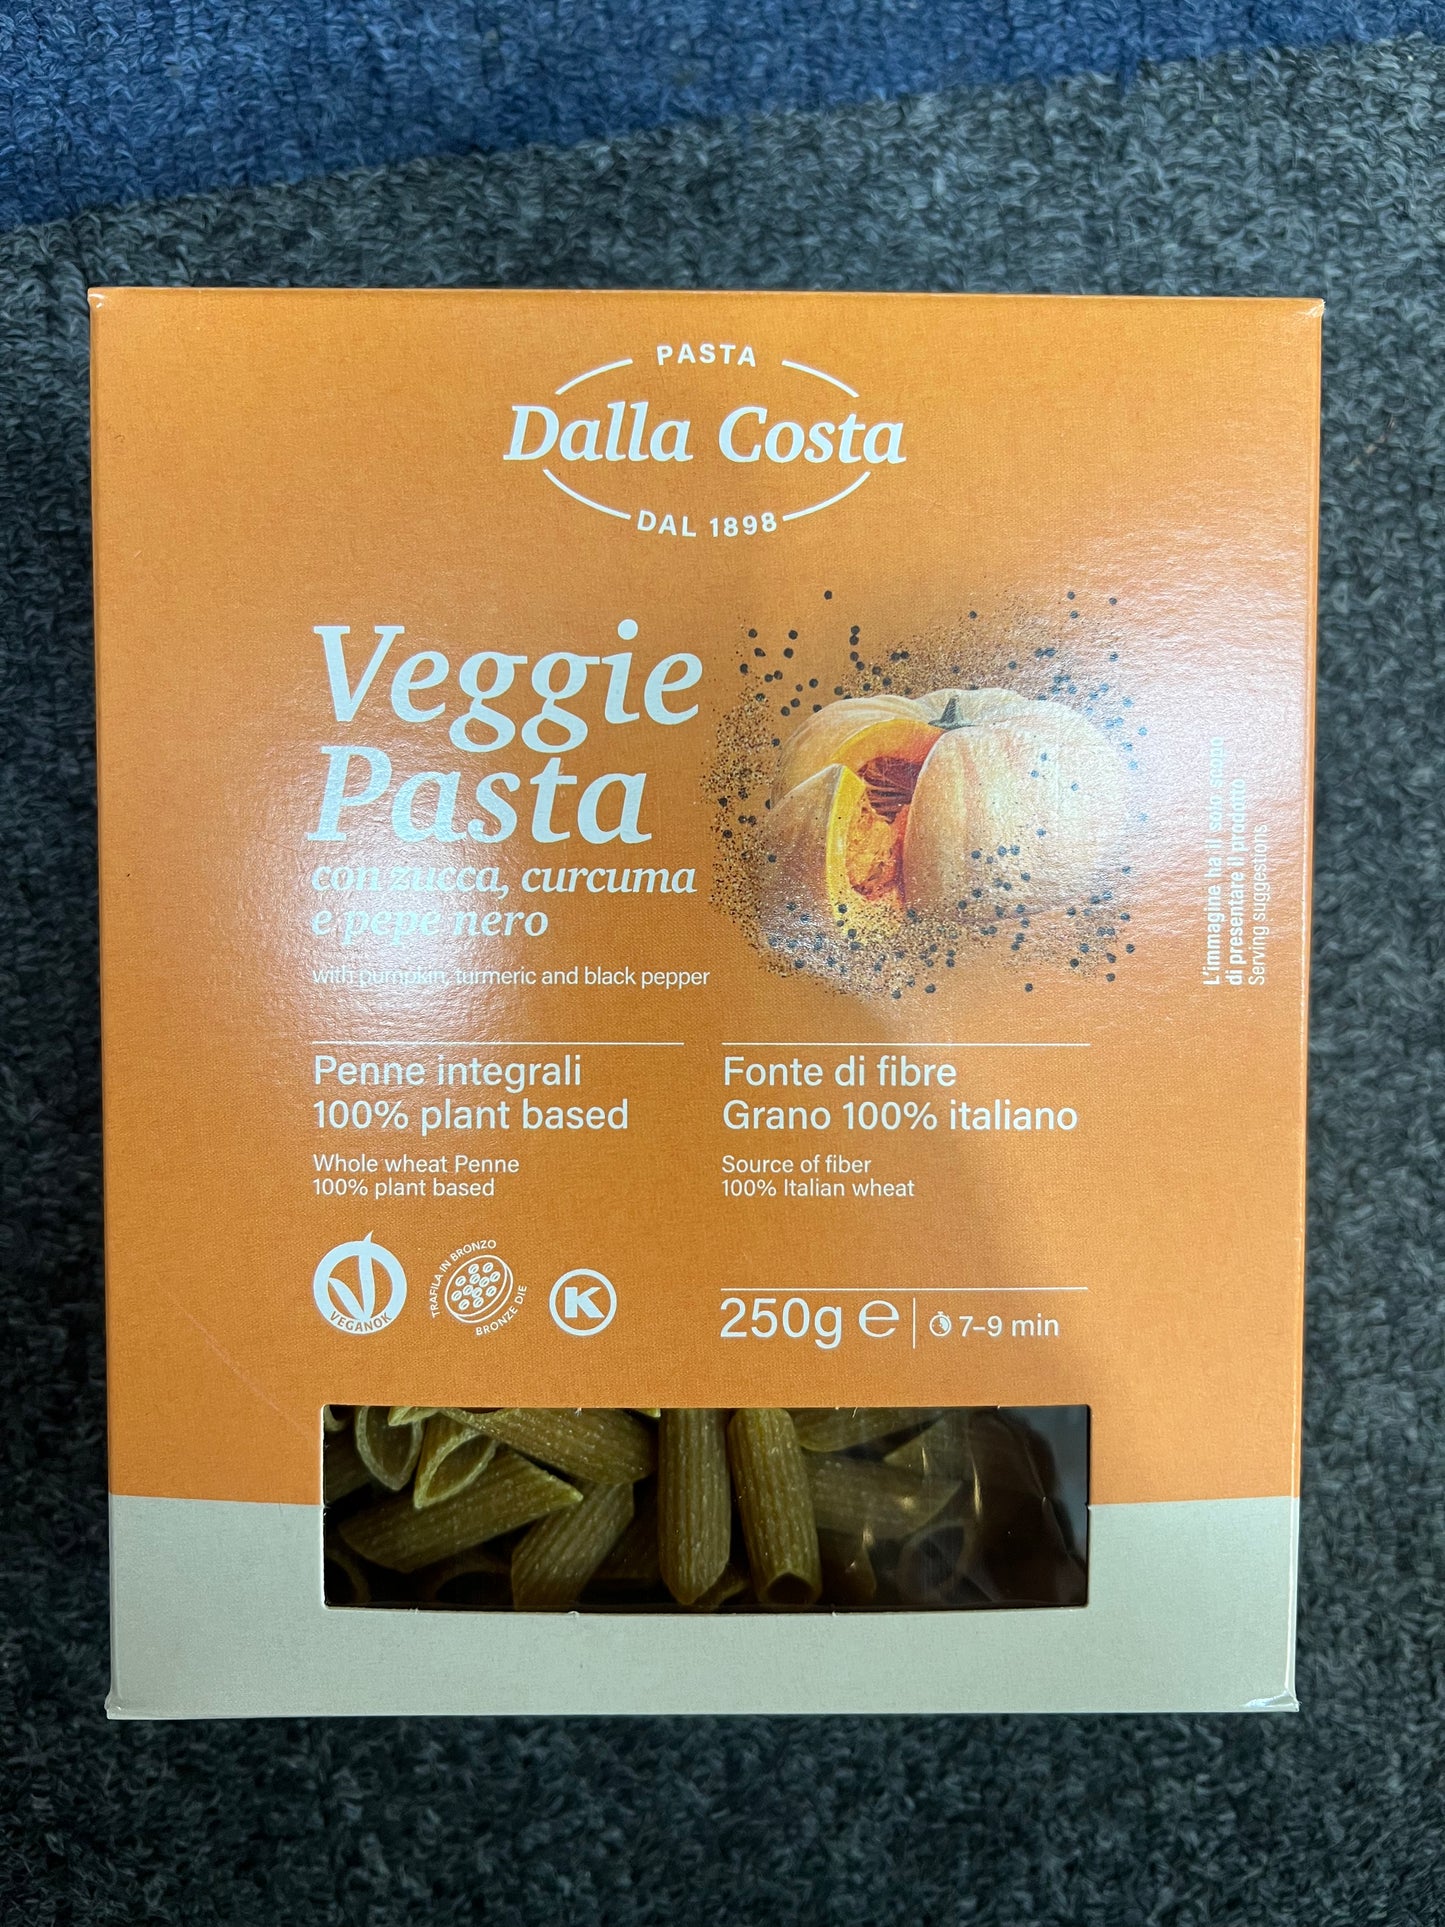 PASTA
Dalla Costa
DAL 1898
Veggie
Pasta
con zucca, curcuma
e pepe nero
with pumpkin, turmeric and black pepper
L'immagine ha il solo scopo
di presentare il prodotto
Serving suggestions
Penne integrali
100% plant based
Whole wheat Penne
100% plant based
Fonte di fibre
Grano 100% italiano
Source of fiber
100% Italian wheat
VEGANOK
TRAFILA IN BRONZO
BRONZE DIE
K
250g e
7–9 min